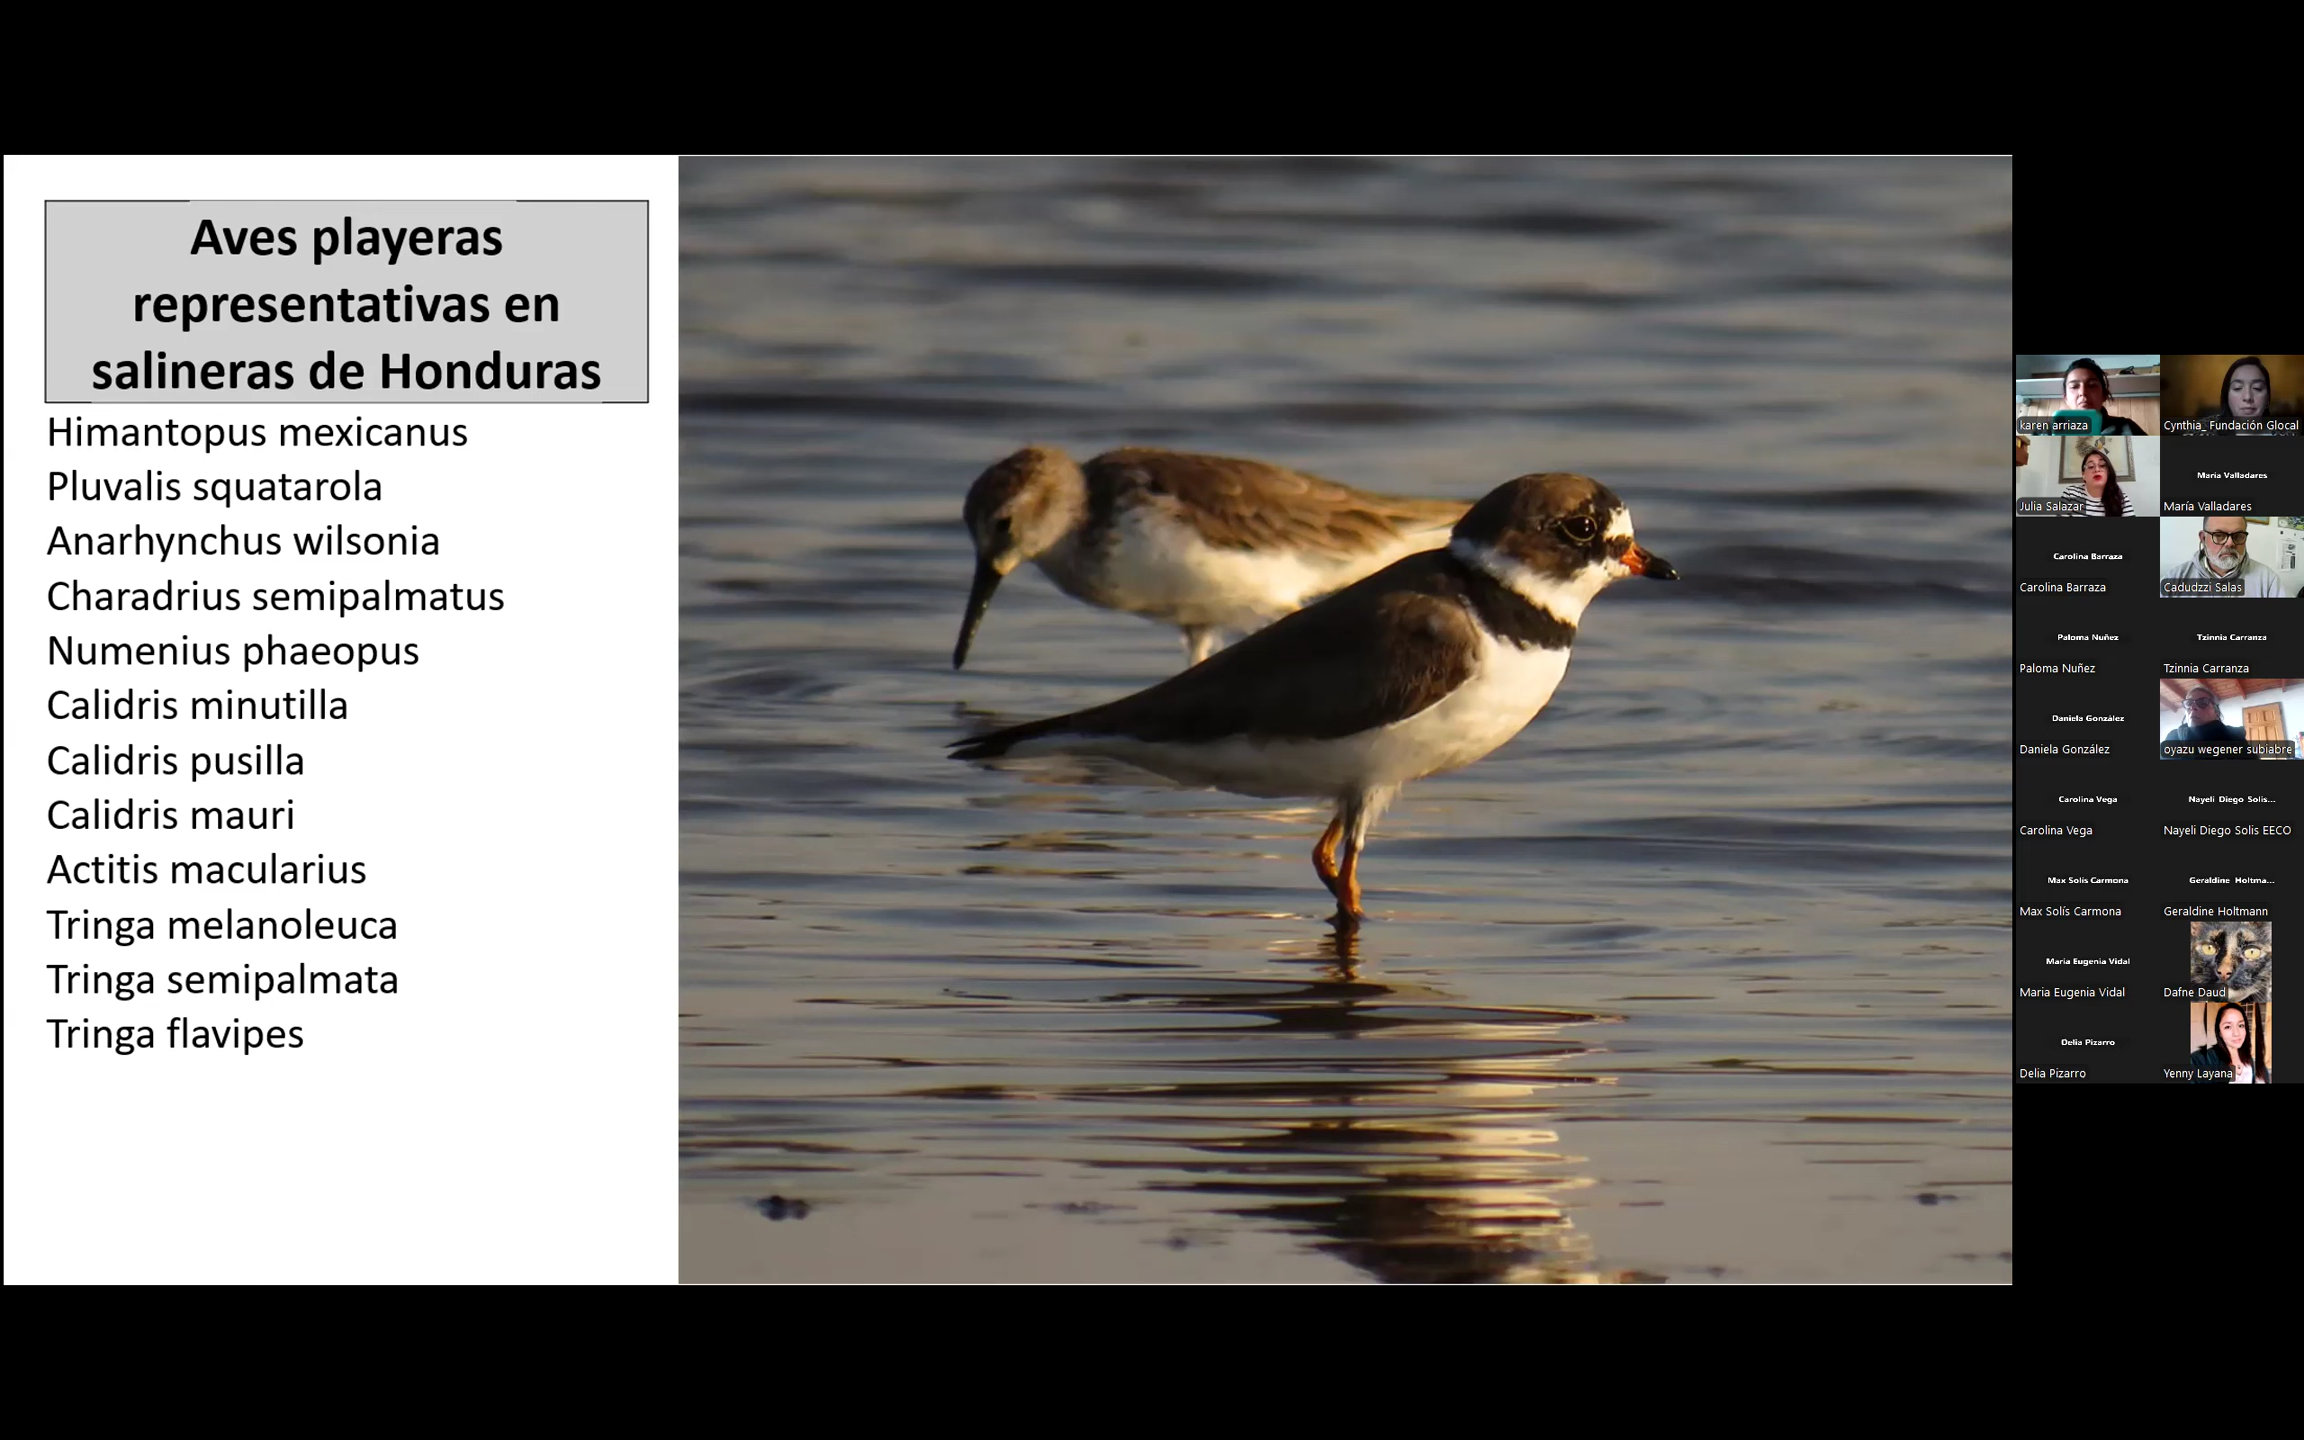 Aves playeras
representativas en
salineras de Honduras
Himantopus mexicanus
Pluvalis squatarola
Anarhynchus wilsonia
Charadrius semipalmatus
Numenius phaeopus
Calidris minutilla
Calidris pusilla
Calidris mauri
Actitis macularius
Tringa melanoleuca
Tringa semipalmata
Tringa flavipes
karen arriaza
Cynthia_ Fundación Glocal
Julia Salazar
María Valladares
María Valladares
Carolina Barraza
Carolina Barraza
Cadudzzi Salas
Paloma Nuñez
Paloma Nuñez
Tzinnia Carranza
Tzinnia Carranza
Daniela González
Daniela González
oyazu wegener subiabre
Carolina Vega
Carolina Vega
Nayeli Diego Solis...
Nayeli Diego Solis EECO
Max Solís Carmona
Max Solís Carmona
Geraldine Holtma...
Geraldine Holtmann
Maria Eugenia Vidal
Maria Eugenia Vidal
Dafne Daud
Delia Pizarro
Delia Pizarro
Yenny Layana